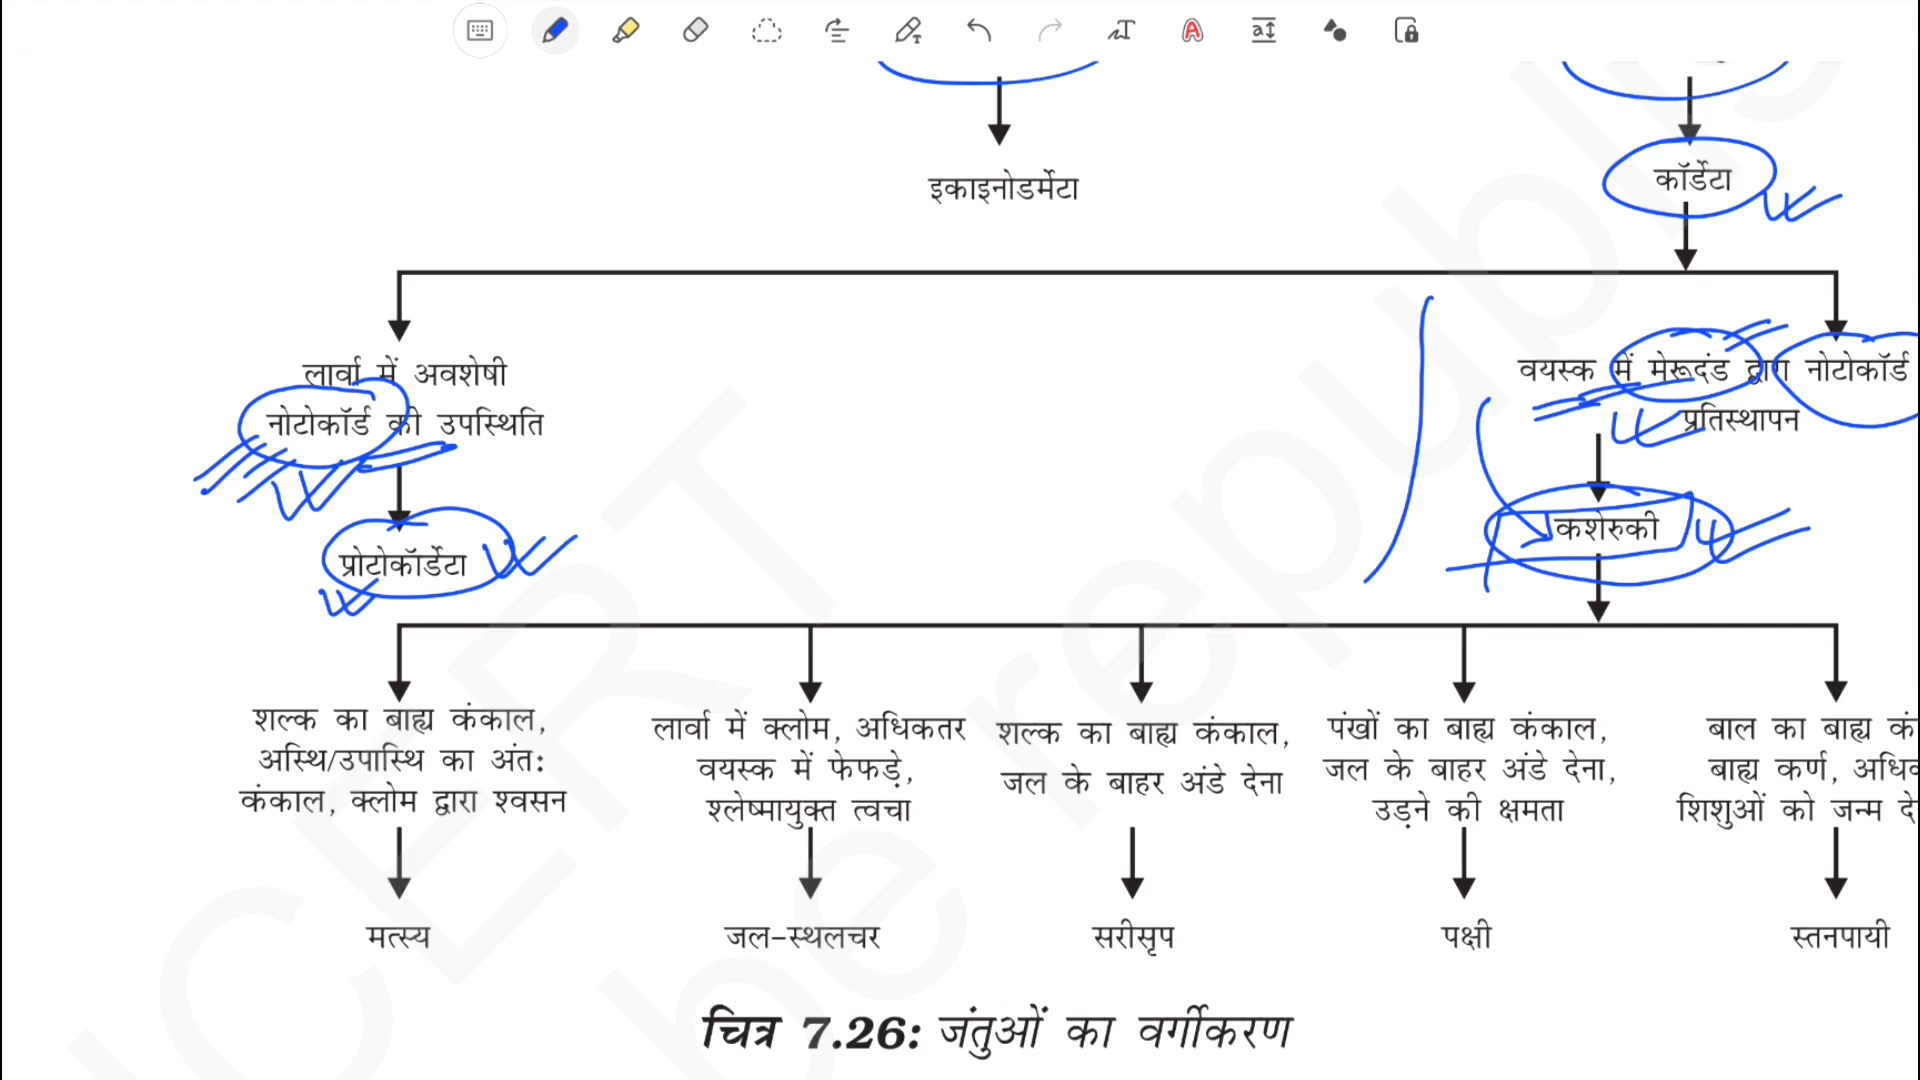 इकाइनोडर्मेटा
कॉर्डेटा
लार्वा में अवशेषी
नोटोकॉर्ड की उपस्थिति
वयस्क में मेरूदंड द्वारा नोटोकॉर्ड
प्रतिस्थापन
प्रोटोकॉर्डेटा
कशेरुकी
शल्क का बाह्य कंकाल,
अस्थि/उपास्थि का अंत:
कंकाल, क्लोम द्वारा श्वसन
लार्वा में क्लोम, अधिकतर
वयस्क में फेफड़े,
श्लेष्मायुक्त त्वचा
शल्क का बाह्य कंकाल,
जल के बाहर अंडे देना
पंखों का बाह्य कंकाल,
जल के बाहर अंडे देना,
उड़ने की क्षमता
बाल का बाह्य कं
बाह्य कर्ण, अधिक
शिशुओं को जन्म दे
मत्स्य
जल-स्थलचर
सरीसृप
पक्षी
स्तनपायी
चित्र 7.26: जंतुओं का वर्गीकरण